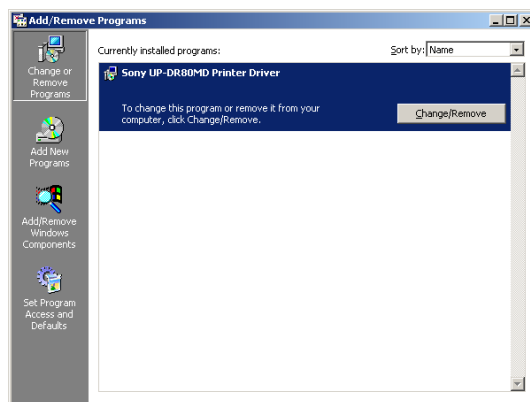 Add/Remove Programs
Change or
Remove
Programs
Add New
Programs
Add/Remove
Windows
Components
Set Program
Access and
Defaults
Currently installed programs:
Sort by: Name
Sony UP-DR80MD Printer Driver
To change this program or remove it from your
computer, click Change/Remove.
Change/Remove